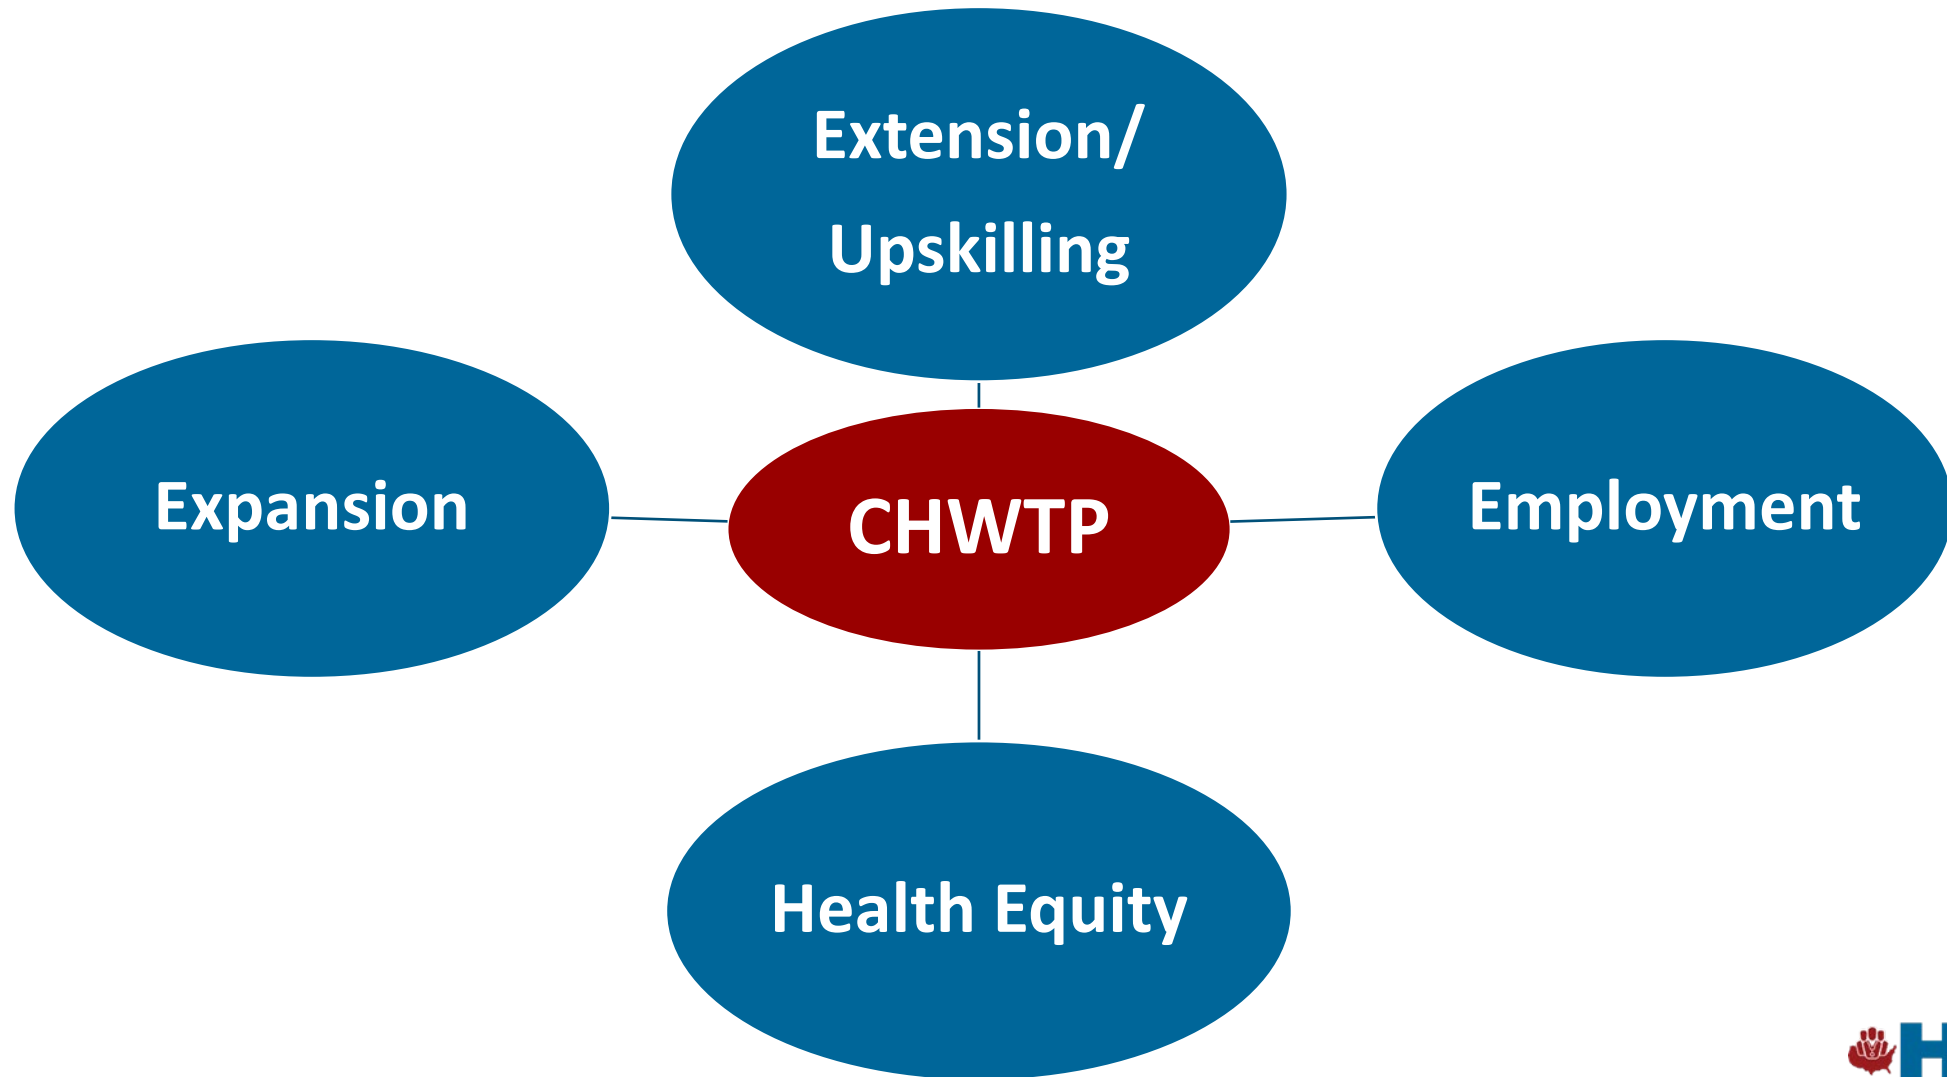 Extension/
Upskilling
Expansion
CHWTP
Employment
Health Equity
H